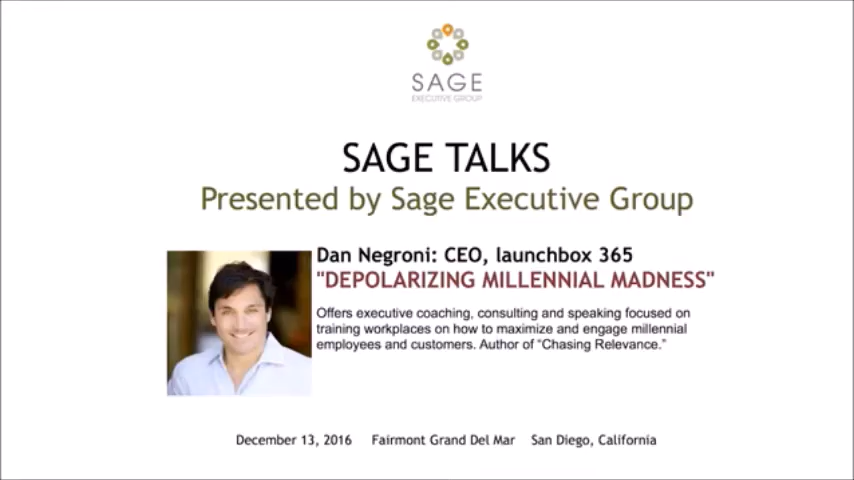 SAGE
EXECUTIVE GROUP
SAGE TALKS
Presented by Sage Executive Group
Dan Negroni: CEO, launchbox 365
"DEPOLARIZING MILLENNIAL MADNESS"
Offers executive coaching, consulting and speaking focused on
training workplaces on how to maximize and engage millennial
employees and customers. Author of “Chasing Relevance.”
December 13, 2016 Fairmont Grand Del Mar San Diego, California